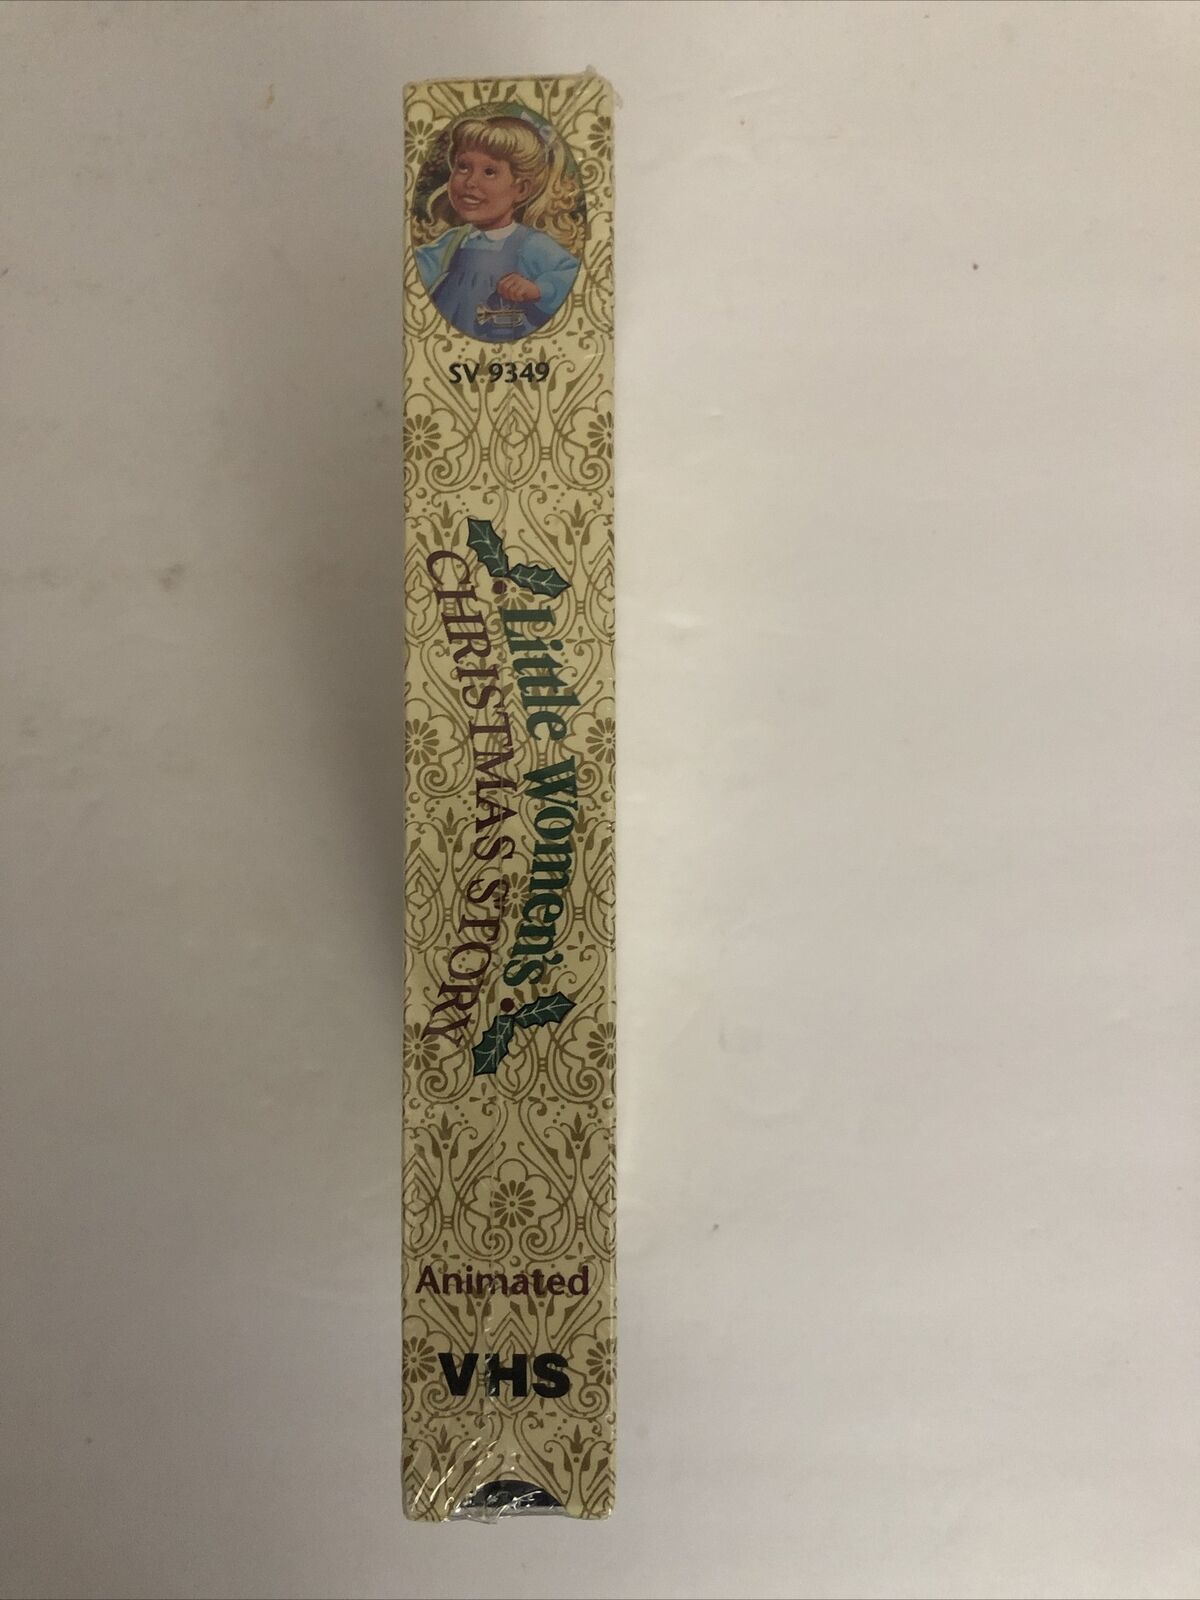 SV 9349
Little Women's
CHRISTMAS STORY
Animated
VHS